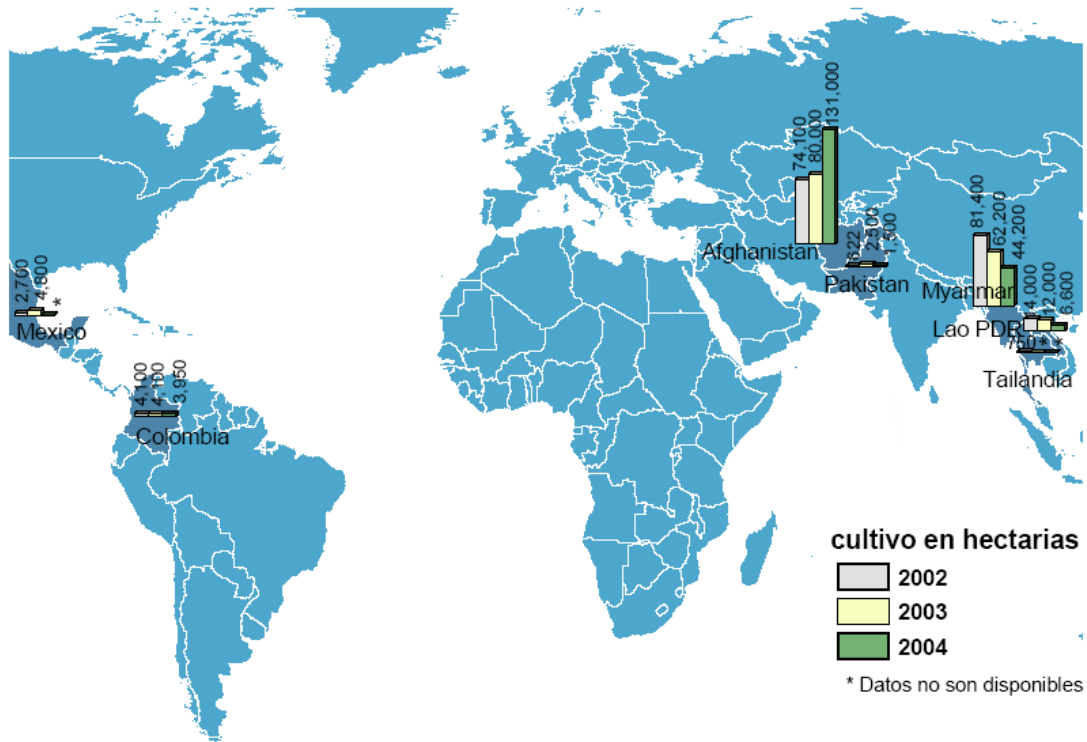 2,700
4,800
*
Mexico
4,100
4,100
3,950
Colombia
74,100
80,000
131,000
Afghanistan
622
2,500
1,500
Pakistan
81,400
62,200
44,200
Myanmar
4,000
12,000
6,600
Lao PDR
750
*
*
Tailandia
cultivo en hectarias
2002
2003
2004
* Datos no son disponibles